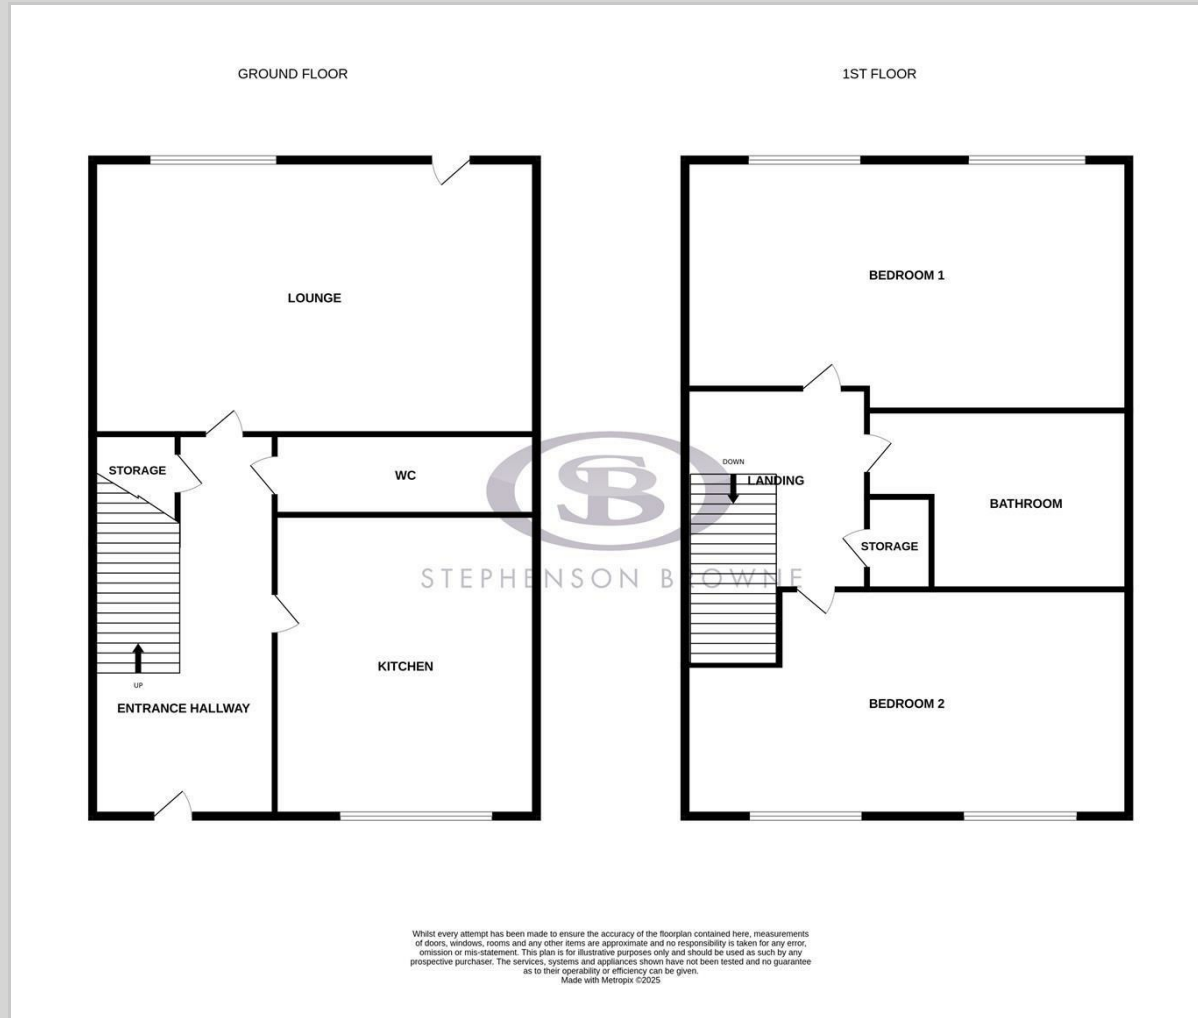 GROUND FLOOR
1ST FLOOR
LOUNGE
STORAGE
WC
KITCHEN
UP
ENTRANCE HALLWAY
BEDROOM 1
DOWN
LANDING
BATHROOM
STORAGE
BEDROOM 2
SB
STEPHENSON BROWNE
Whilst every attempt has been made to ensure the accuracy of the floorplan contained here, measurements
of doors, windows, rooms and any other items are approximate and no responsibility is taken for any error,
omission or mis-statement. This plan is for illustrative purposes only and should be used as such by any
prospective purchaser. The services, systems and appliances shown have not been tested and no guarantee
as to their operability or efficiency can be given.
Made with Metropix ©2025